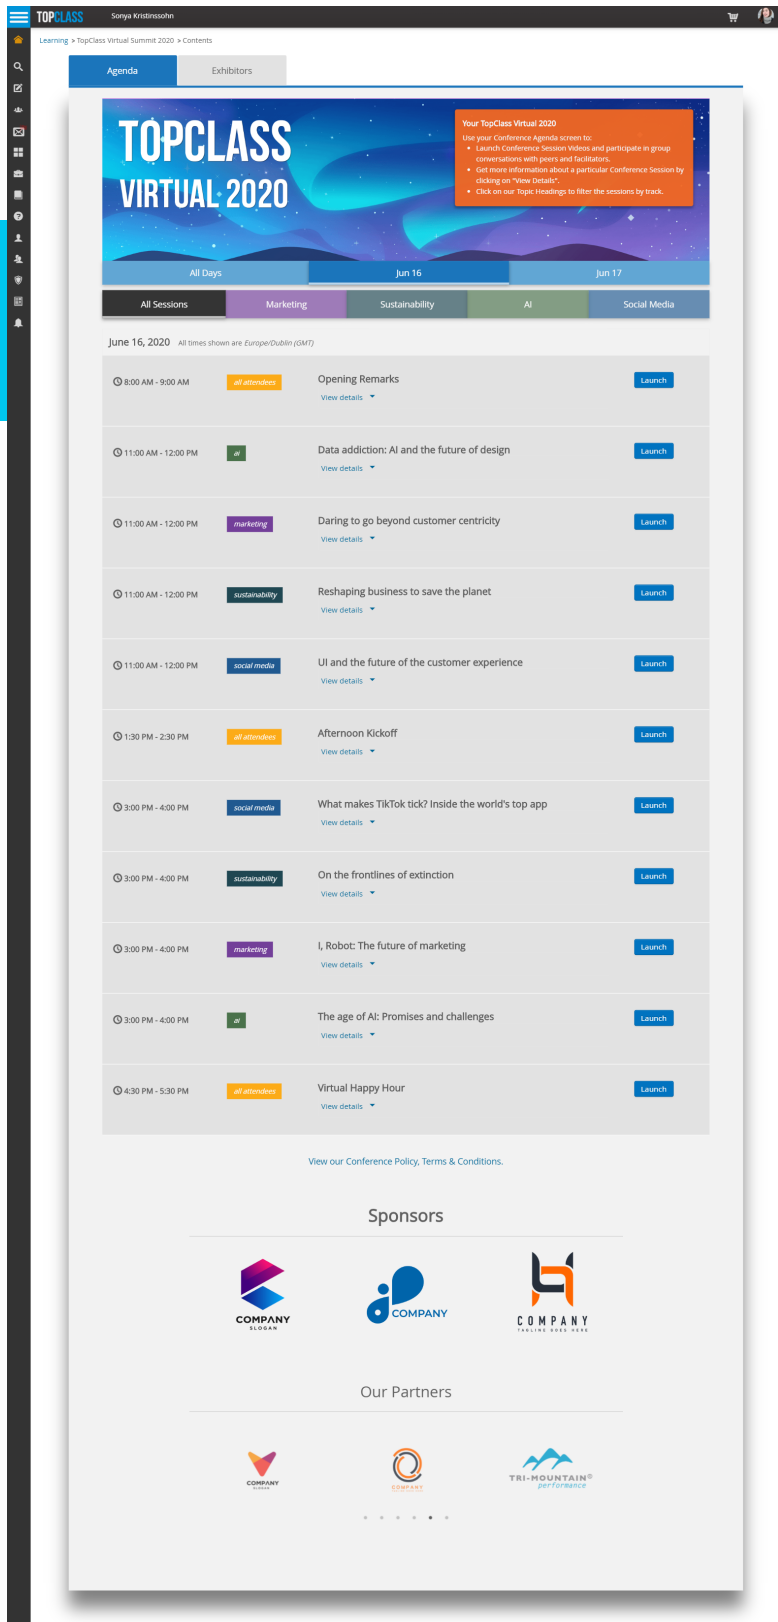 TOPCLASS Sonya Kristinssohn
Learning » TopClass Virtual Summit 2020 » Contents
Agenda Exhibitors
TOPCLASS
VIRTUAL 2020
Your TopClass Virtual 2020
Use your Conference Agenda screen to:
• Launch Conference Session Videos and participate in group
conversations with peers and facilitators.
• Get more information about a particular Conference Session by
clicking on "View Details".
• Click on our Topic Headings to filter the sessions by track.
All Days Jun 16 Jun 17
All Sessions Marketing Sustainability AI Social Media
June 16, 2020 All times shown are Europe/Dublin (GMT)
8:00 AM - 9:00 AM all attendees Opening Remarks Launch
View details
11:00 AM - 12:00 PM ai Data addiction: AI and the future of design Launch
View details
11:00 AM - 12:00 PM marketing Daring to go beyond customer centricity Launch
View details
11:00 AM - 12:00 PM sustainability Reshaping business to save the planet Launch
View details
11:00 AM - 12:00 PM social media UI and the future of the customer experience Launch
View details
1:30 PM - 2:30 PM all attendees Afternoon Kickoff Launch
View details
3:00 PM - 4:00 PM social media What makes TikTok tick? Inside the world's top app Launch
View details
3:00 PM - 4:00 PM sustainability On the frontlines of extinction Launch
View details
3:00 PM - 4:00 PM marketing I, Robot: The future of marketing Launch
View details
3:00 PM - 4:00 PM ai The age of AI: Promises and challenges Launch
View details
4:30 PM - 5:30 PM all attendees Virtual Happy Hour Launch
View details
View our Conference Policy, Terms & Conditions.
Sponsors
COMPANY
SLOGAN
COMPANY
COMPANY
TAGLINE GOES HERE
Our Partners
COMPANY
SLOGAN
COMPANY
TRI-MOUNTAIN®
performance